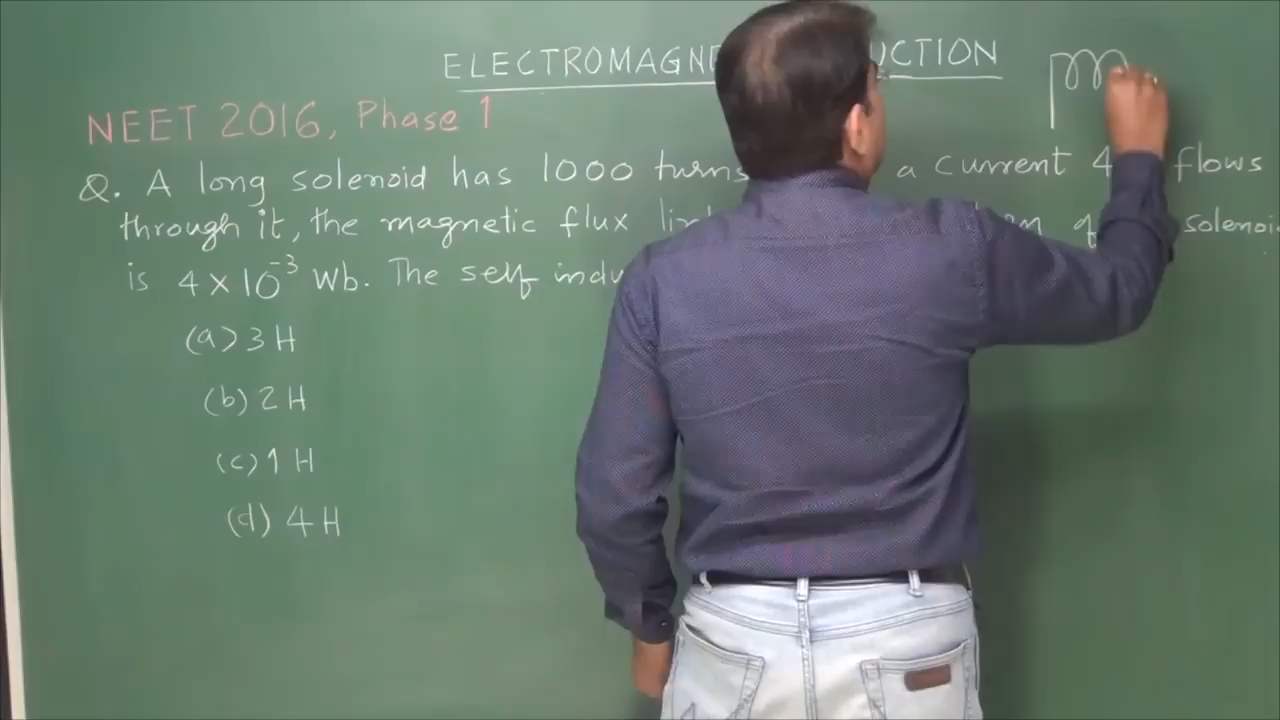 ELECTROMAGNE UCTION
NEET 2016, Phase 1
Q. A long solenoid has 1000 turns a current 4 flows
through it, the magnetic flux solenoi
is 4 × 10⁻³ Wb. The self
(a) 3 H
(b) 2 H
(c) 1 H
(d) 4 H